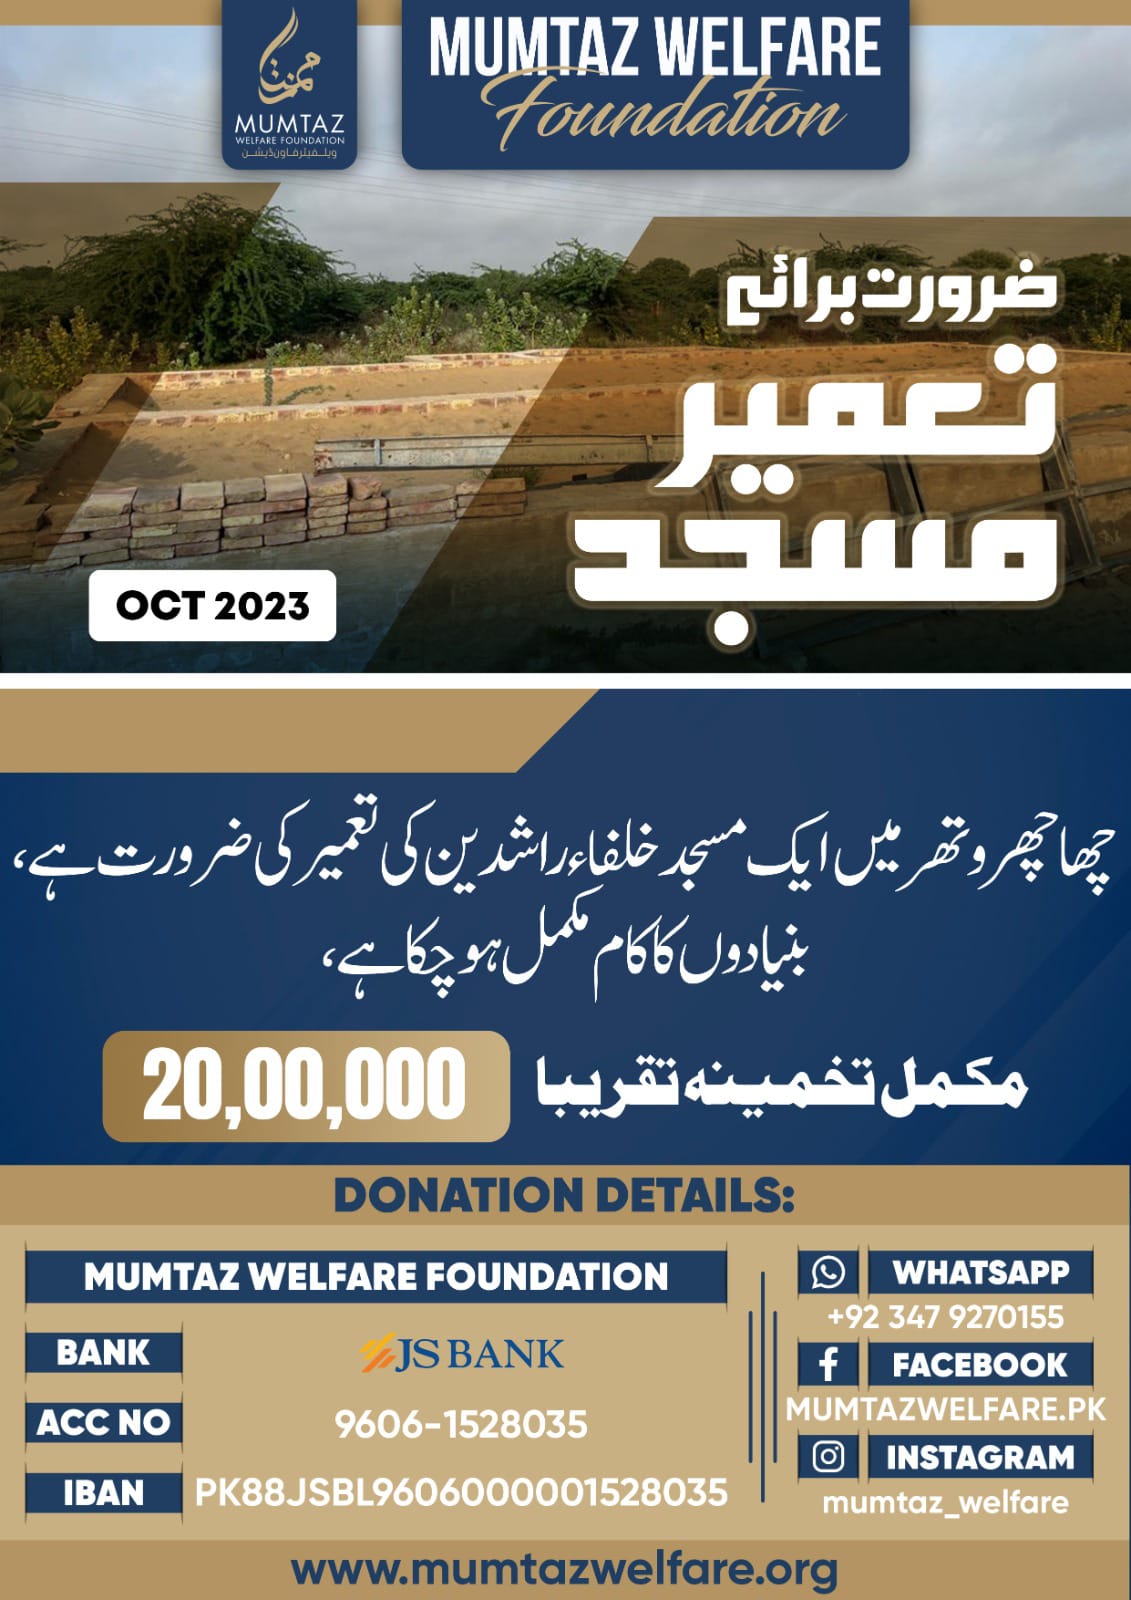 ممتاز
MUMTAZ
WELFARE FOUNDATION
ویلفیئر فاونڈیشن
MUMTAZ WELFARE
Foundation
ضرورت برائے
تعمیر
مسجد
OCT 2023
چھاچھرو تھر میں ایک مسجد خلفاء راشدین کی تعمیر کی ضرورت ہے،
بنیادوں کا کام مکمل ہو چکا ہے،
مکمل تخمینہ تقریبا 20,00,000
DONATION DETAILS:
MUMTAZ WELFARE FOUNDATION
BANK JS BANK
ACC NO 9606-1528035
IBAN PK88JSBL9606000001528035
WHATSAPP
+92 347 9270155
FACEBOOK
MUMTAZWELFARE.PK
INSTAGRAM
mumtaz_welfare
www.mumtazwelfare.org